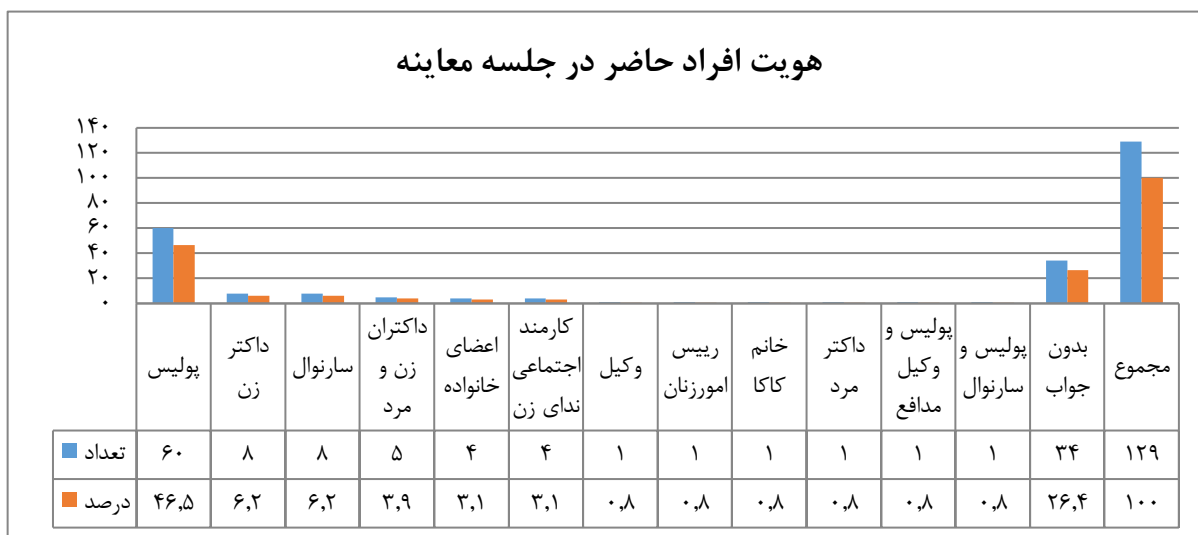 هویت افراد حاضر در جلسه معاینه
۱۴۰
۱۲۰
۱۰۰
۸۰
۶۰
۴۰
۲۰
۰
پولیس
داکتر
زن
سارنوال
داکتران
زن و
مرد
اعضای
خانواده
کارمند
اجتماعی
ندای زن
وکیل
رییس
امورزنان
خانم
کاکا
داکتر
مرد
پولیس و
وکیل
مدافع
پولیس و
سارنوال
بدون
جواب
مجموع
تعداد ۶۰ ۸ ۸ ۵ ۴ ۴ ۱ ۱ ۱ ۱ ۱ ۱ ۳۴ ۱۲۹
درصد ۴۶,۵ ۶,۲ ۶,۲ ۳,۹ ۳,۱ ۳,۱ ۰,۸ ۰,۸ ۰,۸ ۰,۸ ۰,۸ ۰,۸ ۲۶,۴ ۱۰۰